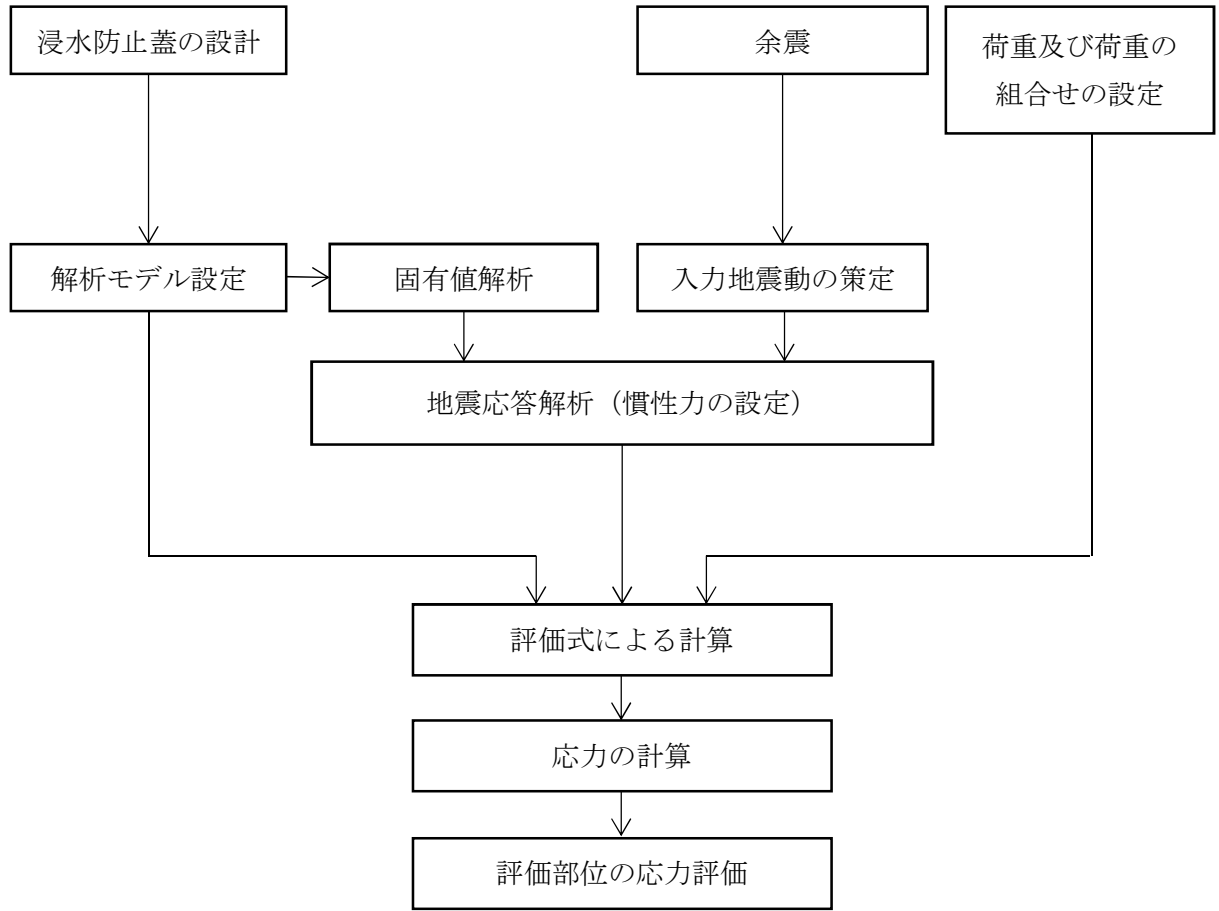 浸水防止蓋の設計
余震
荷重及び荷重の
組合せの設定
解析モデル設定
固有値解析
入力地震動の策定
地震応答解析（慣性力の設定）
評価式による計算
応力の計算
評価部位の応力評価